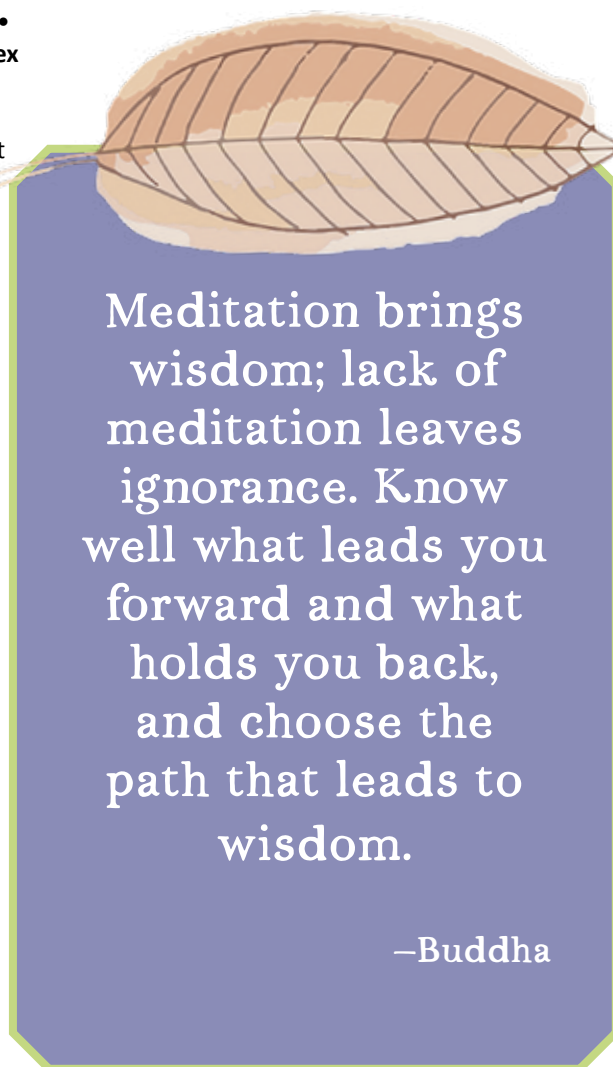 Meditation brings
wisdom; lack of
meditation leaves
ignorance. Know
well what leads you
forward and what
holds you back,
and choose the
path that leads to
wisdom.
–Buddha